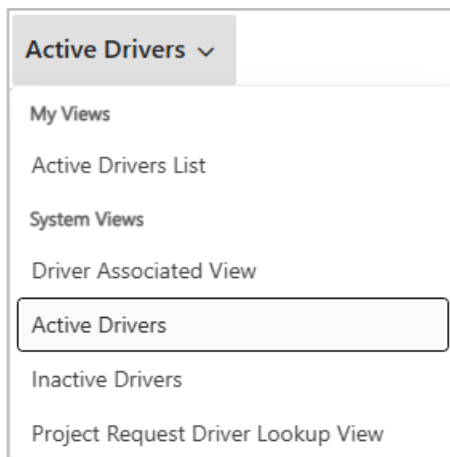 Active Drivers
My Views
Active Drivers List
System Views
Driver Associated View
Active Drivers
Inactive Drivers
Project Request Driver Lookup View